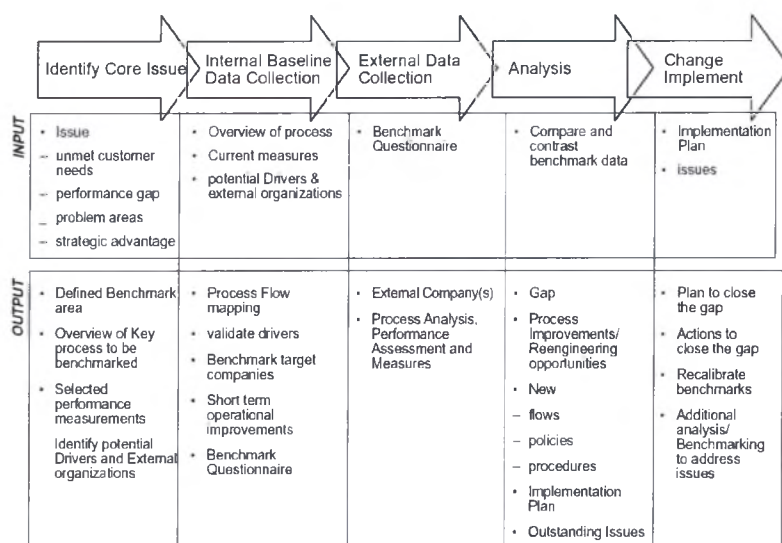 Identify Core Issue
Internal Baseline
Data Collection
External Data
Collection
Analysis
Change
Implement
INPUT
• Issue
– unmet customer
needs
– performance gap
_ problem areas
– strategic advantage
• Overview of process
• Current measures
• potential Drivers &
external organizations
• Benchmark
Questionnaire
• Compare and
contrast
benchmark data
• Implementation
Plan
• issues
OUTPUT
• Defined Benchmark
area
• Overview of Key
process to be
benchmarked
• Selected
performance
measurements
Identify potential
Drivers and External
organizations
• Process Flow
mapping
• validate drivers
• Benchmark target
companies
• Short term
operational
improvements
• Benchmark
Questionnaire
• External Company(s)
• Process Analysis,
Performance
Assessment and
Measures
• Gap
• Process
Improvements/
Reengineering
opportunities
• New
– flows
– policies
– procedures
• Implementation
Plan
• Outstanding Issues
• Plan to close
the gap
• Actions to
close the gap
• Recalibrate
benchmarks
• Additional
analysis/
Benchmarking
to address
issues